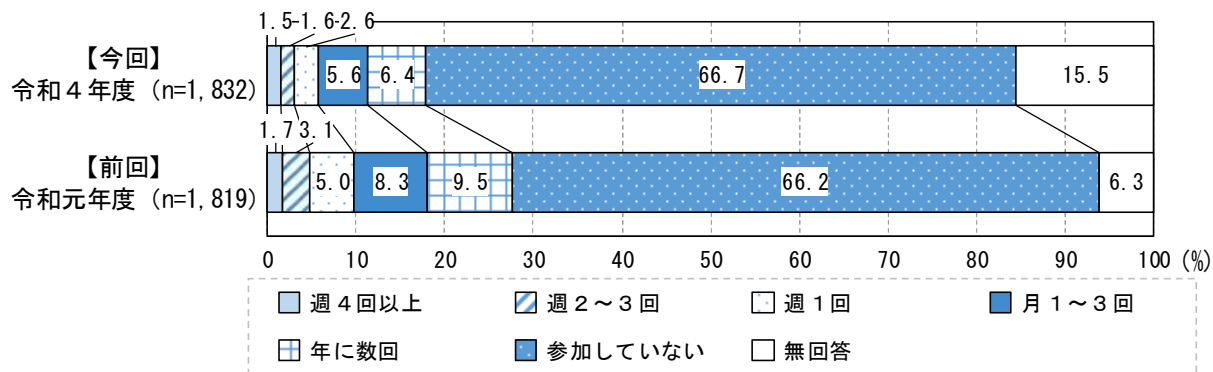 1.5 1.6 2.6
【今回】
令和４年度（n=1,832）
5.6 6.4 66.7 15.5
1.7 3.1
【前回】
令和元年度（n=1,819）
5.0 8.3 9.5 66.2 6.3
0 10 20 30 40 50 60 70 80 90 100 (%)
週４回以上 週２～３回 週１回 月１～３回
年に数回 参加していない 無回答